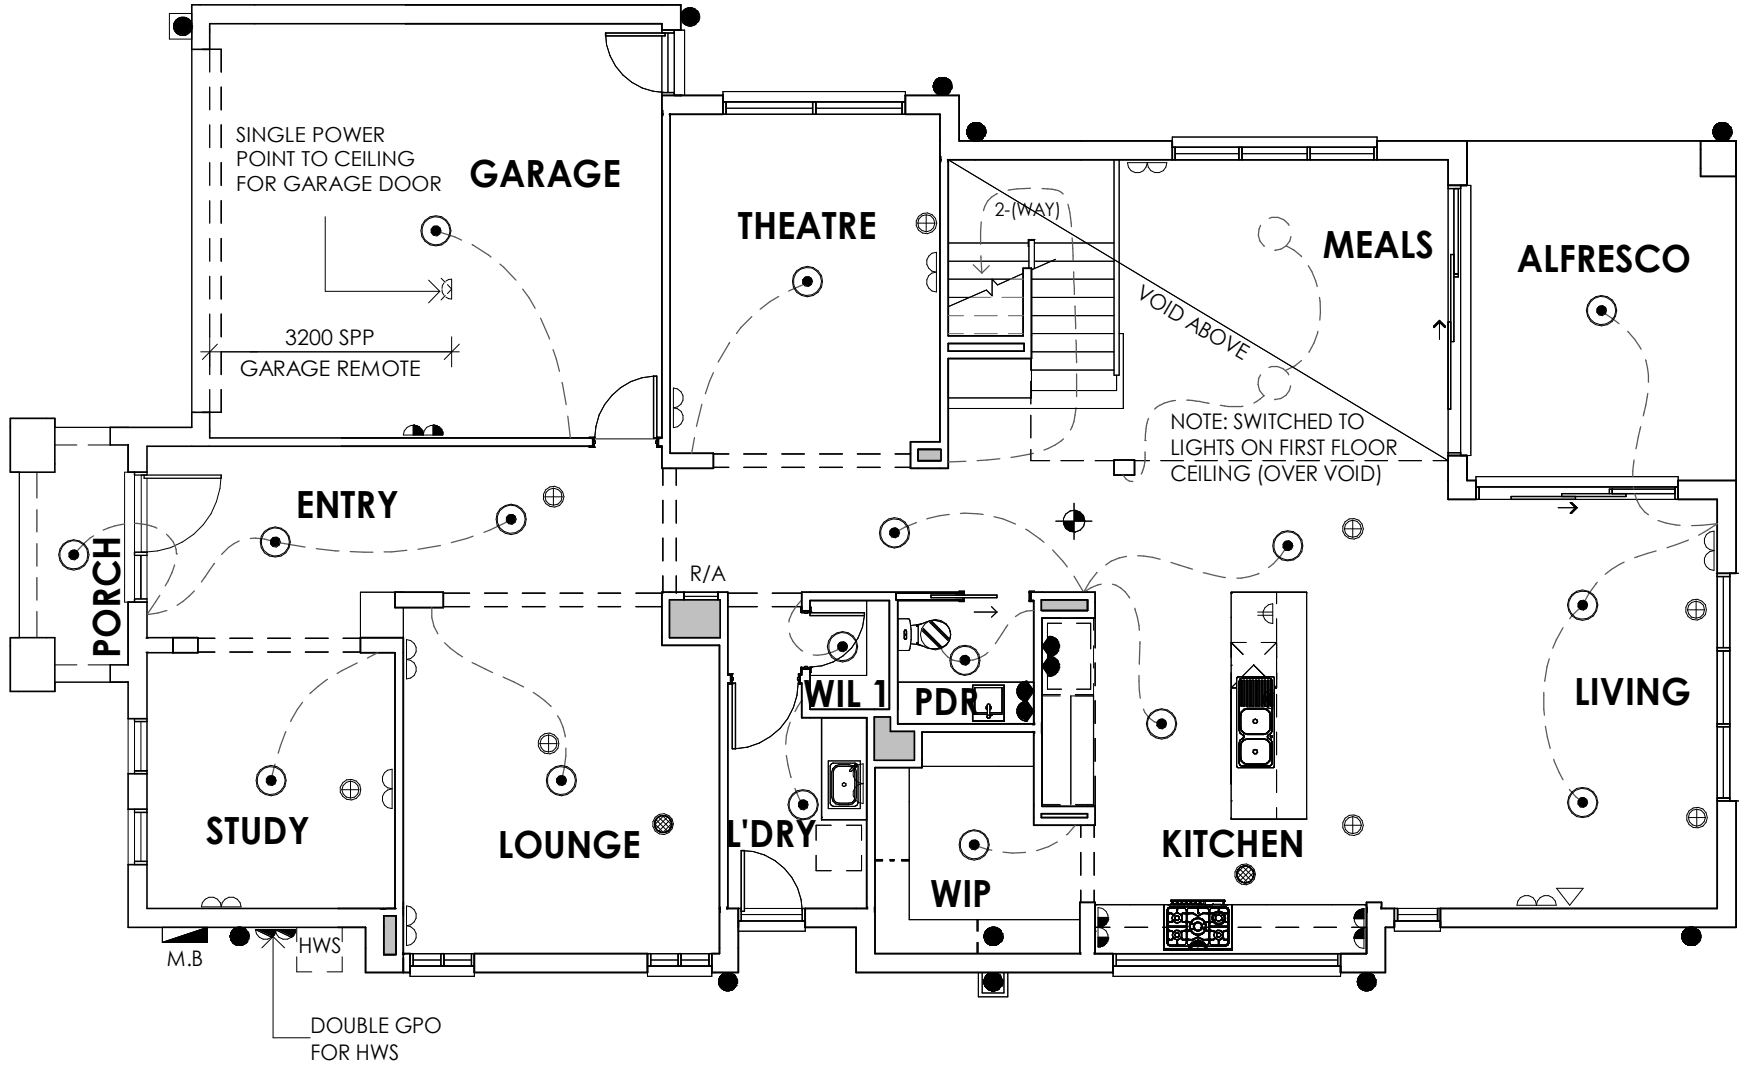 SINGLE POWER
POINT TO CEILING
FOR GARAGE DOOR
GARAGE
THEATRE
2-(WAY)
MEALS
ALFRESCO
VOID ABOVE
3200 SPP
GARAGE REMOTE
NOTE: SWITCHED TO
LIGHTS ON FIRST FLOOR
CEILING (OVER VOID)
ENTRY
PORCH
R/A
WIL 1
PDR
LIVING
STUDY
LOUNGE
L'DRY
KITCHEN
WIP
M.B
HWS
DOUBLE GPO
FOR HWS